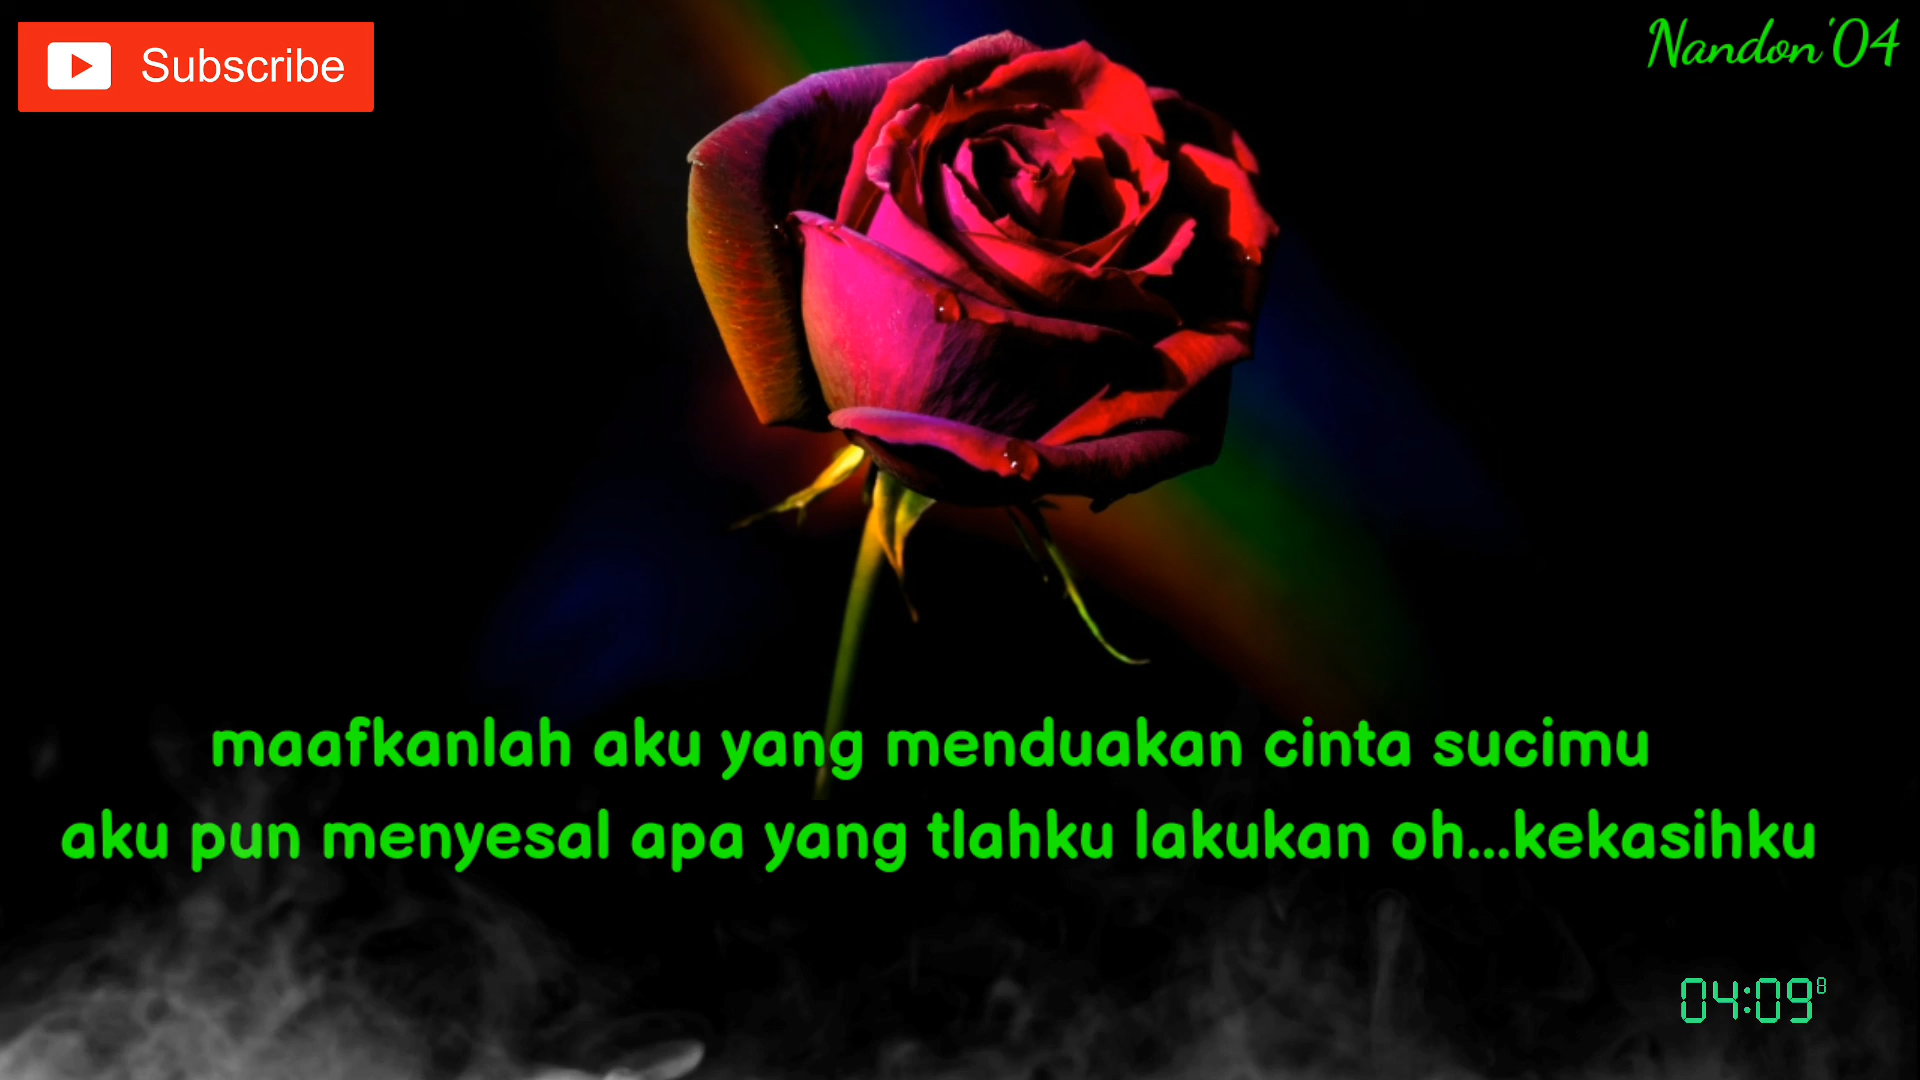 Subscribe
Nandon'04
maafkanlah aku yang menduakan cinta sucimu
aku pun menyesal apa yang tlahku lakukan oh...kekasihku
04:09 8